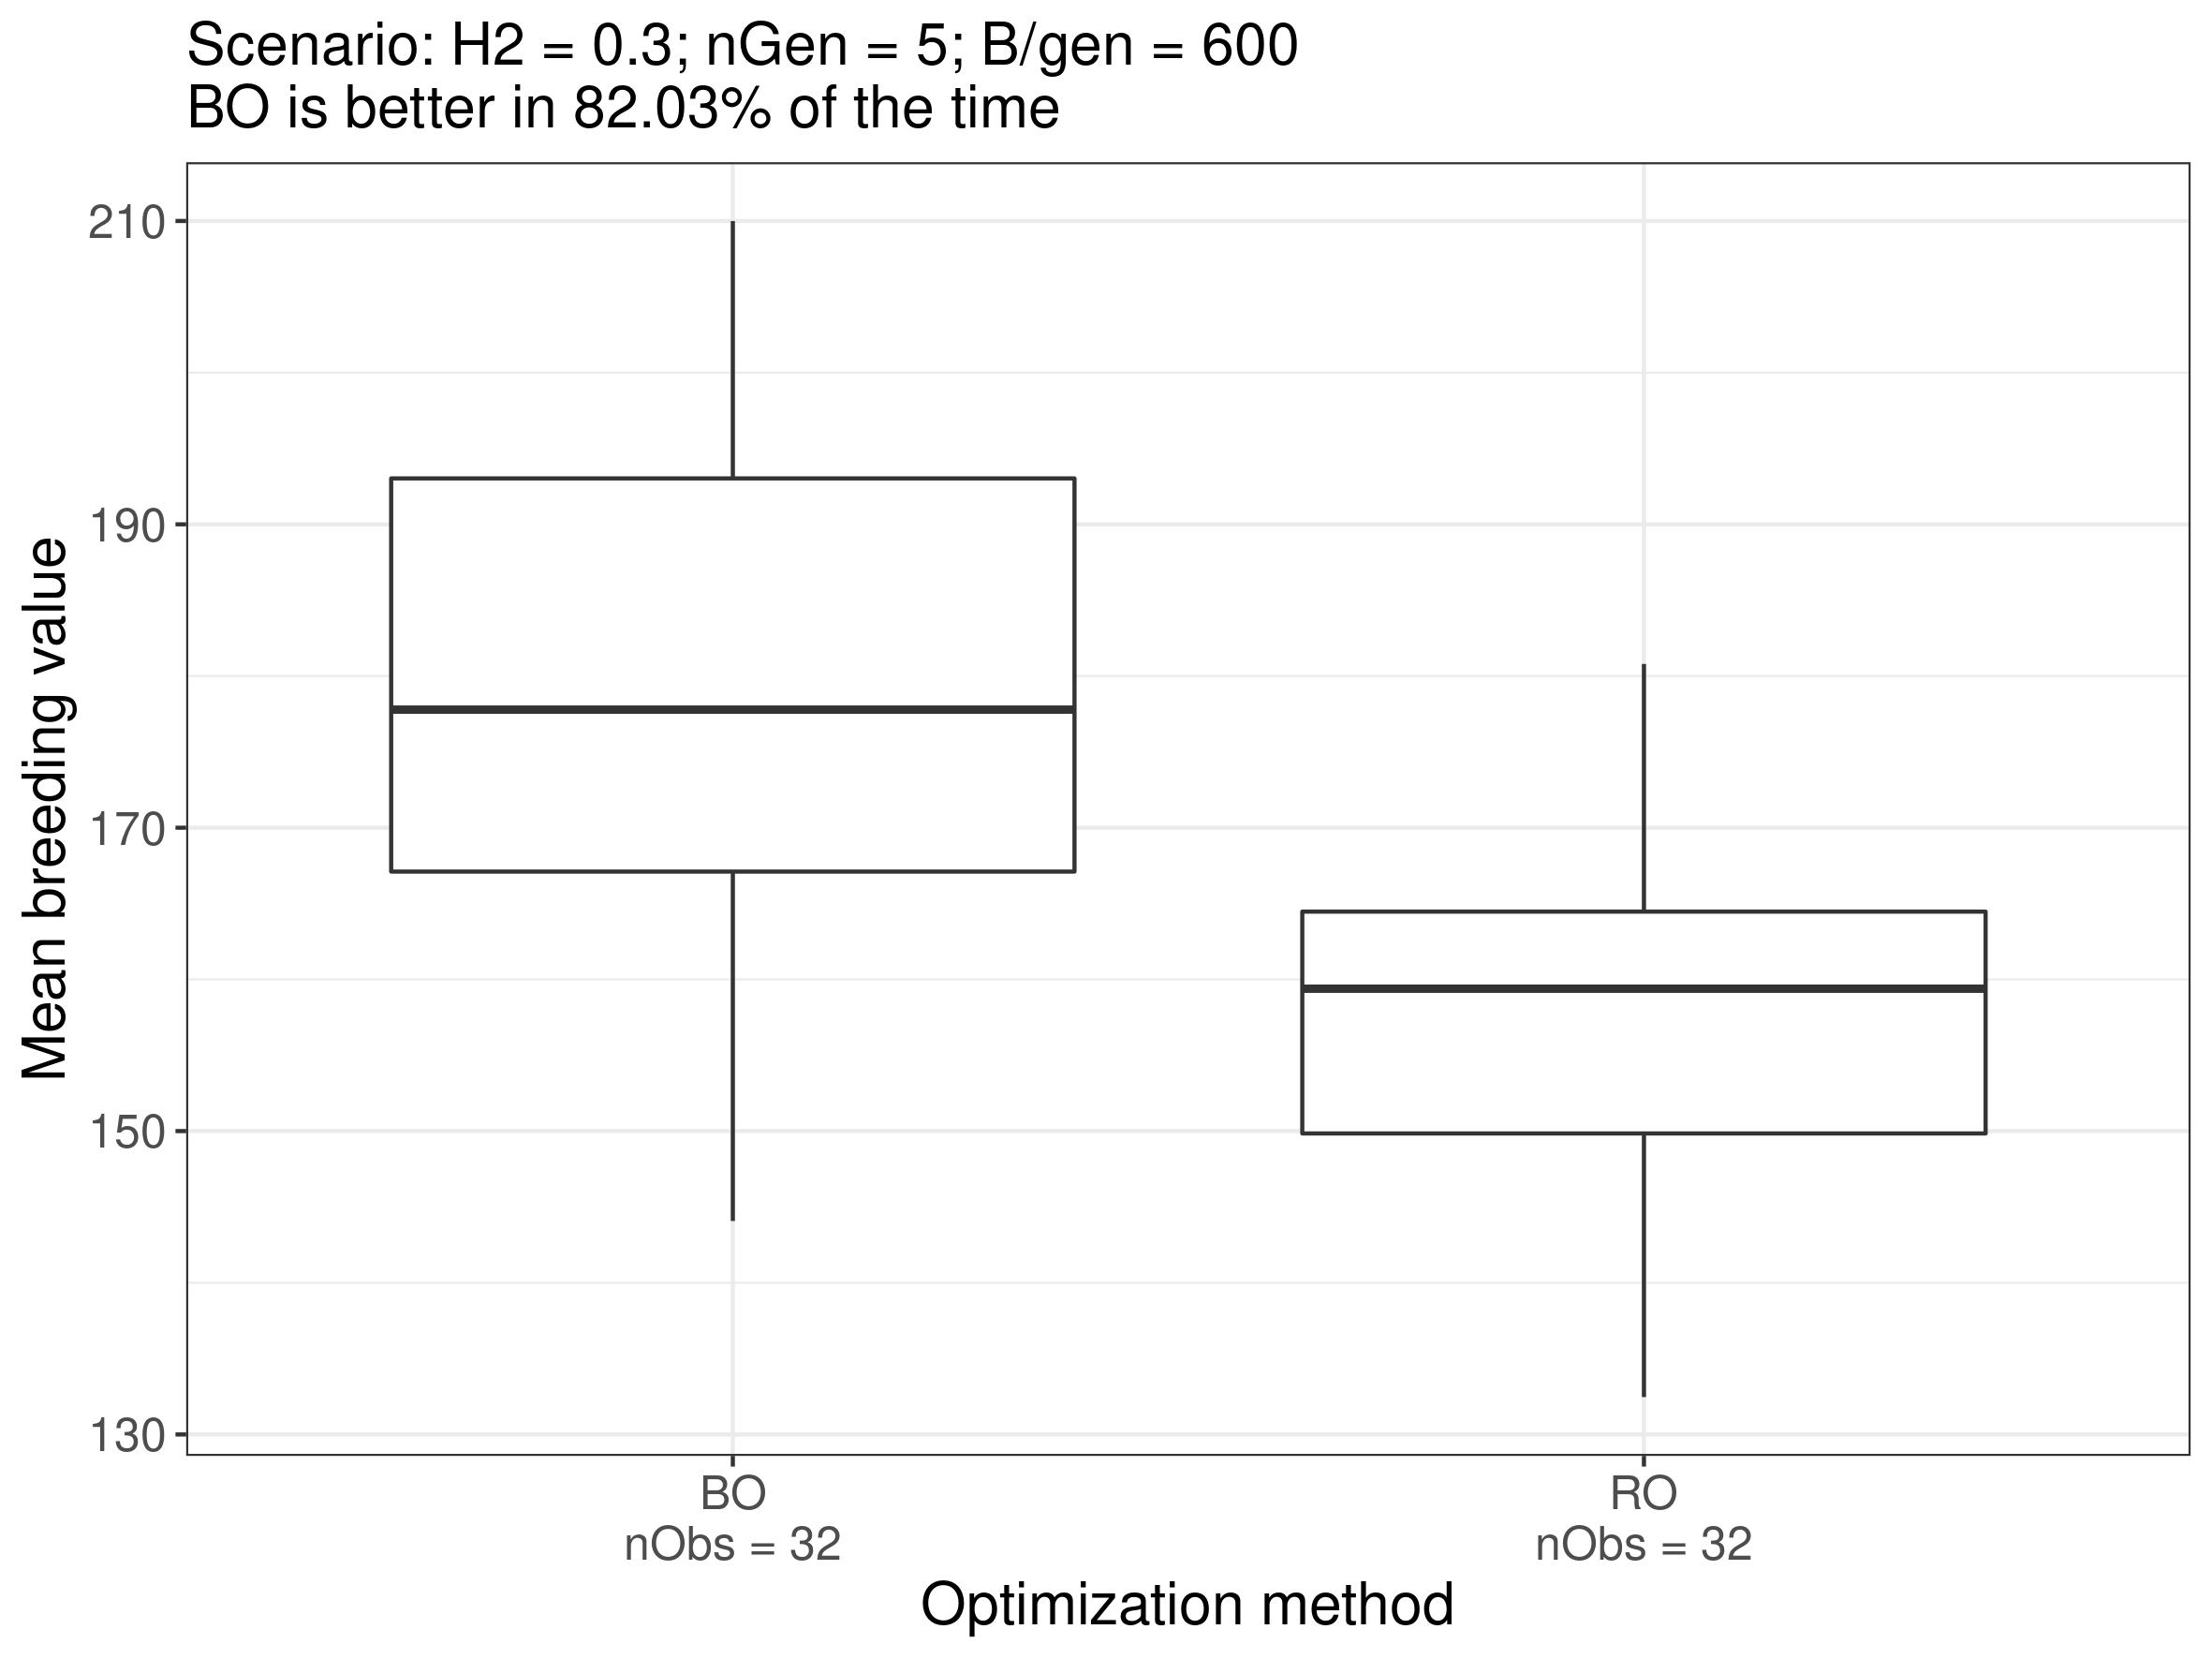 Scenario: H2 = 0.3; nGen = 5; B/gen = 600
BO is better in 82.03% of the time
Mean breeding value
210
190
170
150
130
BO
nObs = 32
RO
nObs = 32
Optimization method